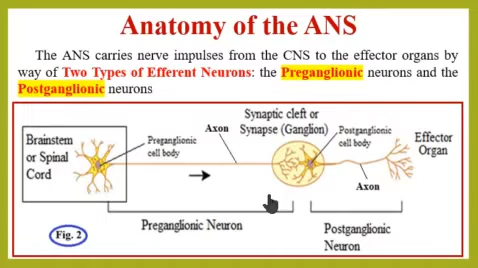 Anatomy of the ANS
The ANS carries nerve impulses from the CNS to the effector organs by
way of Two Types of Efferent Neurons: the Preganglionic neurons and the
Postganglionic neurons
Synaptic cleft or
Synapse (Ganglion)
Brainstem
or Spinal
Cord
Preganglionic
cell body
Axon
Postganglionic
cell body
Effector
Organ
Axon
Preganglionic Neuron
Postganglionic
Neuron
Fig. 2